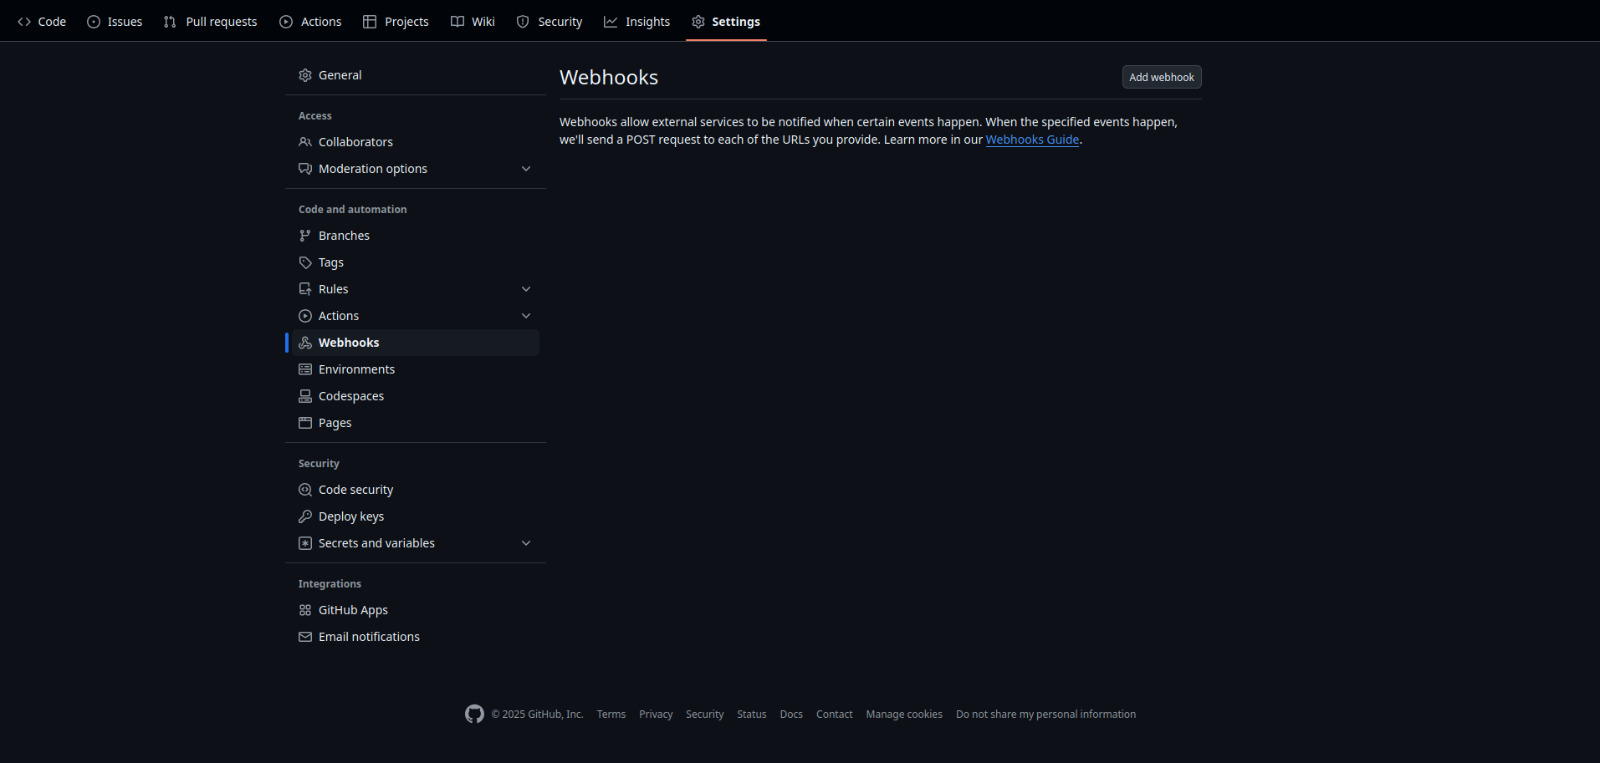 Code Issues Pull requests Actions Projects Wiki Security Insights Settings
General
Access
Collaborators
Moderation options
Code and automation
Branches
Tags
Rules
Actions
Webhooks
Environments
Codespaces
Pages
Security
Code security
Deploy keys
Secrets and variables
Integrations
GitHub Apps
Email notifications
Webhooks
Add webhook
Webhooks allow external services to be notified when certain events happen. When the specified events happen,
we'll send a POST request to each of the URLs you provide. Learn more in our Webhooks Guide.
© 2025 GitHub, Inc. Terms Privacy Security Status Docs Contact Manage cookies Do not share my personal information